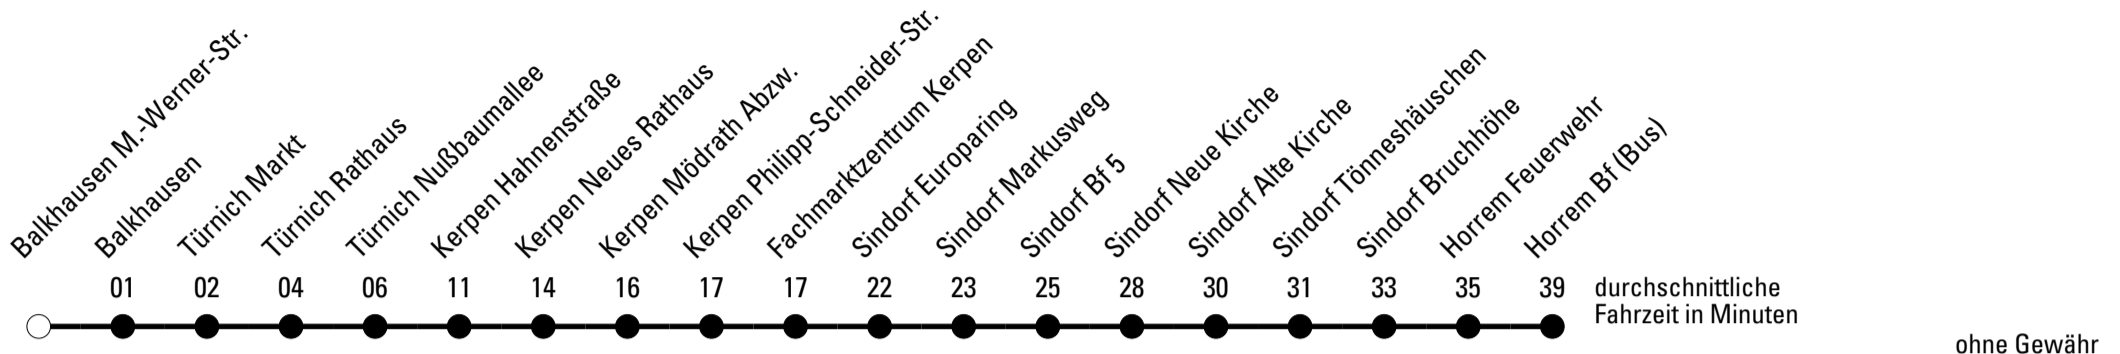 Balkhausen M.-Werner-Str.
Balkhausen
Türnich Markt
Türnich Rathaus
Türnich Nußbaumallee
Kerpen Hahnenstraße
Kerpen Neues Rathaus
Kerpen Mödrath Abzw.
Kerpen Philipp-Schneider-Str.
Fachmarktzentrum Kerpen
Sindorf Europaring
Sindorf Markusweg
Sindorf Bf 5
Sindorf Neue Kirche
Sindorf Alte Kirche
Sindorf Tönneshäuschen
Sindorf Bruchhöhe
Horrem Feuerwehr
Horrem Bf (Bus)
01 02 04 06 11 14 16 17 17 22 23 25 28 30 31 33 35 39 durchschnittliche
Fahrzeit in Minuten
ohne Gewähr